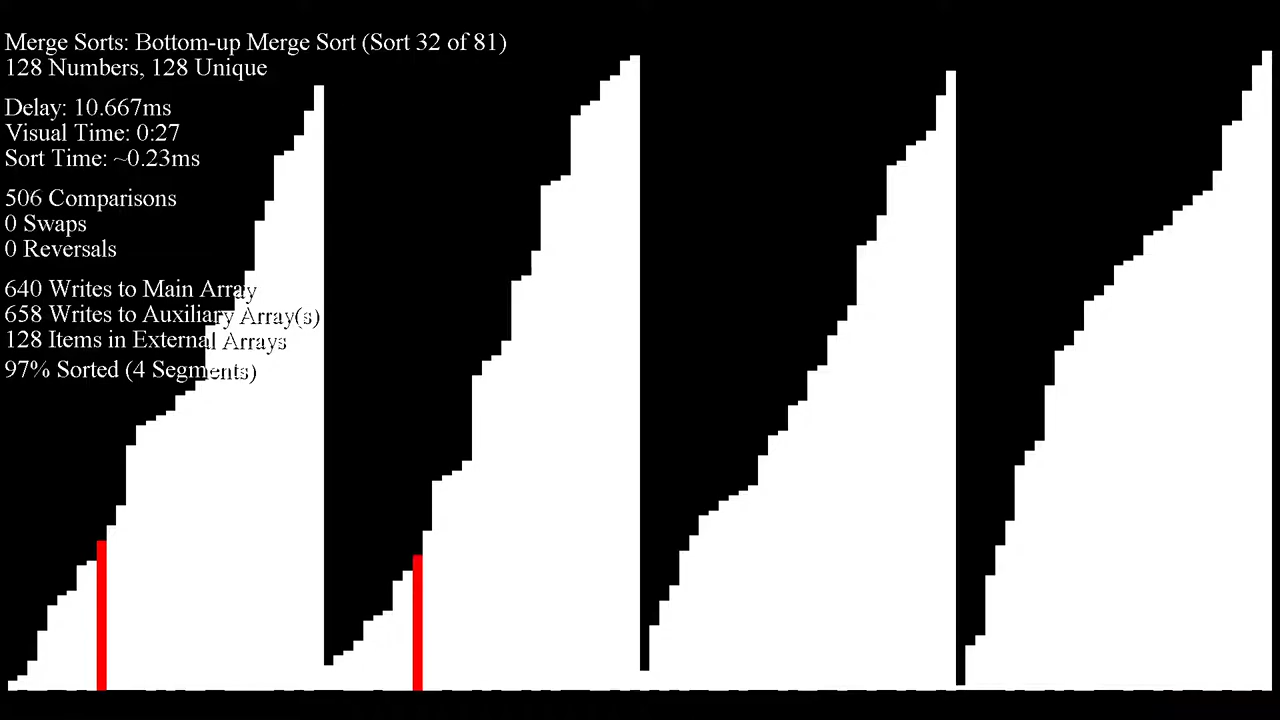 Merge Sorts: Bottom-up Merge Sort (Sort 32 of 81)
128 Numbers, 128 Unique
Delay: 10.667ms
Visual Time: 0:27
Sort Time: ~0.23ms
506 Comparisons
0 Swaps
0 Reversals
640 Writes to Main Array
658 Writes to Auxiliary Array(s)
128 Items in External Arrays
97% Sorted (4 Segments)